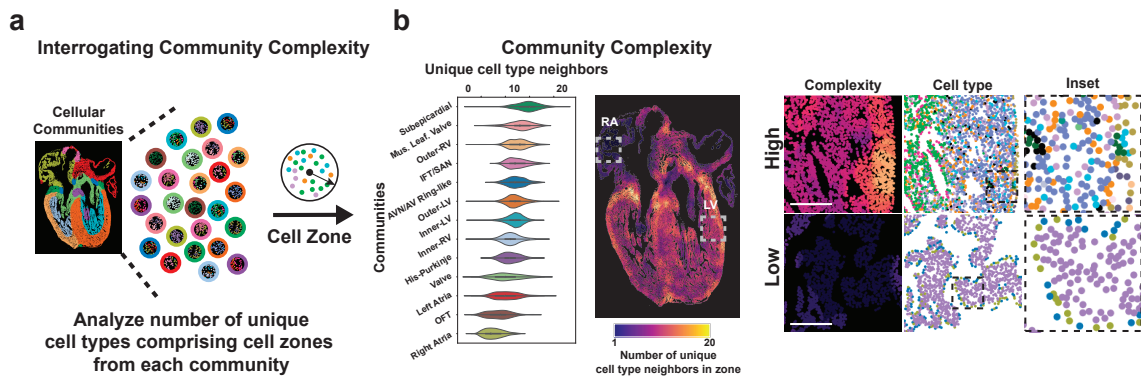 a
Interrogating Community Complexity
Cellular
Communities
Cell Zone
Analyze number of unique
cell types comprising cell zones
from each community
b
Community Complexity
Unique cell type neighbors
0 10 20
Communities
Subepicardial
Mus. Leaf. Valve
Outer-RV
IFT/SAN
AVN/AV Ring-like
Outer-LV
Inner-LV
Inner-RV
His-Purkinje
Valve
Left Atria
OFT
Right Atria
RA
LV
1 20
Number of unique
cell type neighbors in zone
Complexity Cell type Inset
High
Low